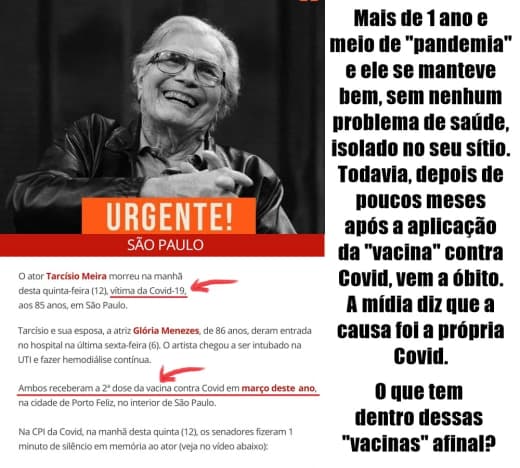 URGENTE!
SÃO PAULO
O ator Tarcísio Meira morreu na manhã
desta quinta-feira (12), vítima da Covid-19,
aos 85 anos, em São Paulo.
Tarcísio e sua esposa, a atriz Glória Menezes, de 86 anos, deram entrada
no hospital na última sexta-feira (6). O artista chegou a ser intubado na
UTI e fazer hemodiálise contínua.
Ambos receberam a 2ª dose da vacina contra Covid em março deste ano,
na cidade de Porto Feliz, no interior de São Paulo.
Na CPI da Covid, na manhã desta quinta (12), os senadores fizeram 1
minuto de silêncio em memória ao ator (veja no vídeo abaixo):
Mais de 1 ano e
meio de "pandemia"
e ele se manteve
bem, sem nenhum
problema de saúde,
isolado no seu sítio.
Todavia, depois de
poucos meses
após a aplicação
da "vacina" contra
Covid, vem a óbito.
A mídia diz que a
causa foi a própria
Covid.
O que tem
dentro dessas
"vacinas" afinal?